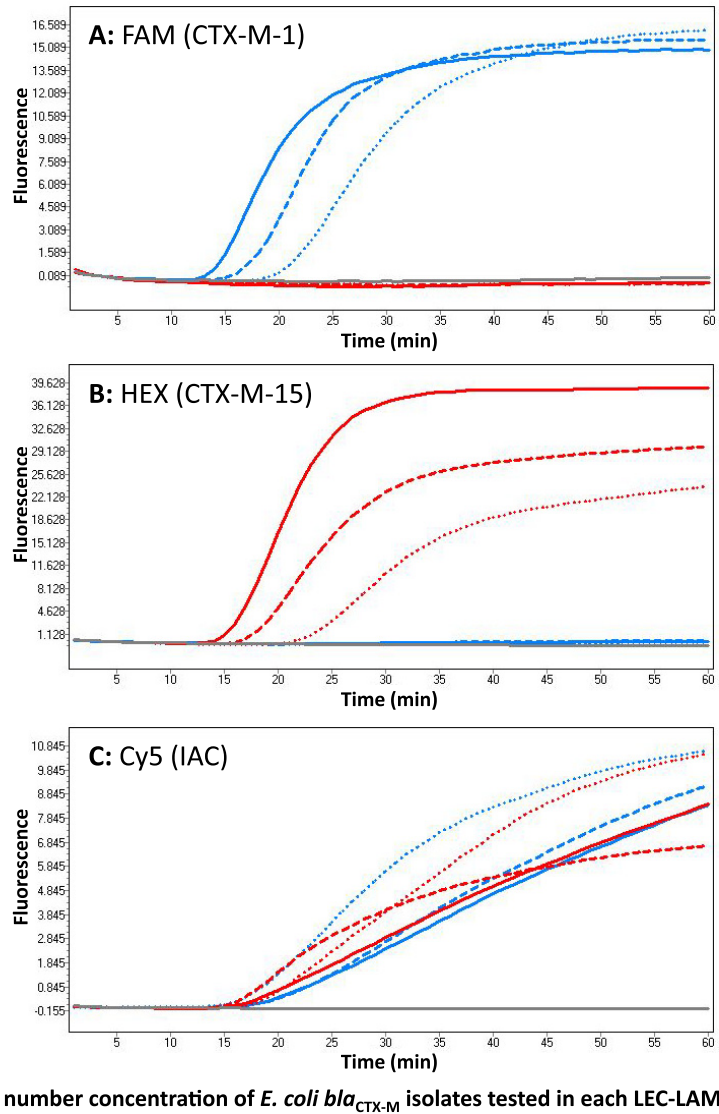 A: FAM (CTX-M-1)
Fluorescence
16.589
15.089
13.589
12.089
10.589
9.089
7.589
6.089
4.589
3.089
1.589
0.089
5 10 15 20 25 30 35 40 45 50 55 60
Time (min)
B: HEX (CTX-M-15)
Fluorescence
39.628
36.128
32.628
29.128
25.628
22.128
18.628
15.128
11.628
8.128
4.628
1.128
5 10 15 20 25 30 35 40 45 50 55 60
Time (min)
C: Cy5 (IAC)
Fluorescence
10.845
9.845
8.845
7.845
6.845
5.845
4.845
3.845
2.845
1.845
0.845
-0.155
5 10 15 20 25 30 35 40 45 50 55 60
Time (min)
number concentration of E. coli blaCTX-M isolates tested in each LEC-LAM